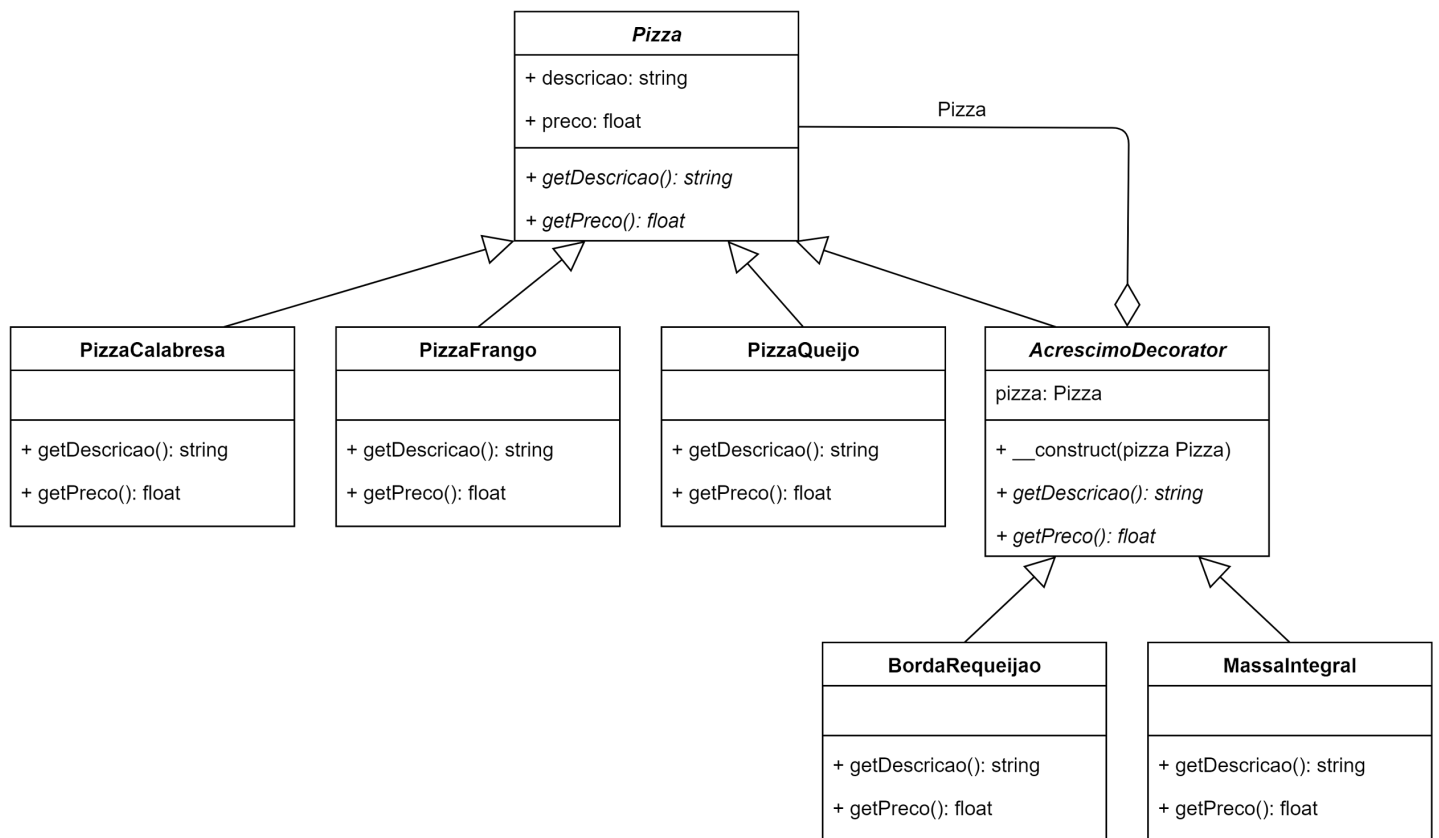 Pizza
+ descricao: string
+ preco: float
+ getDescricao(): string
+ getPreco(): float
Pizza
PizzaCalabresa
+ getDescricao(): string
+ getPreco(): float
PizzaFrango
+ getDescricao(): string
+ getPreco(): float
PizzaQueijo
+ getDescricao(): string
+ getPreco(): float
AcrescimoDecorator
pizza: Pizza
+ __construct(pizza Pizza)
+ getDescricao(): string
+ getPreco(): float
BordaRequeijao
+ getDescricao(): string
+ getPreco(): float
MassaIntegral
+ getDescricao(): string
+ getPreco(): float